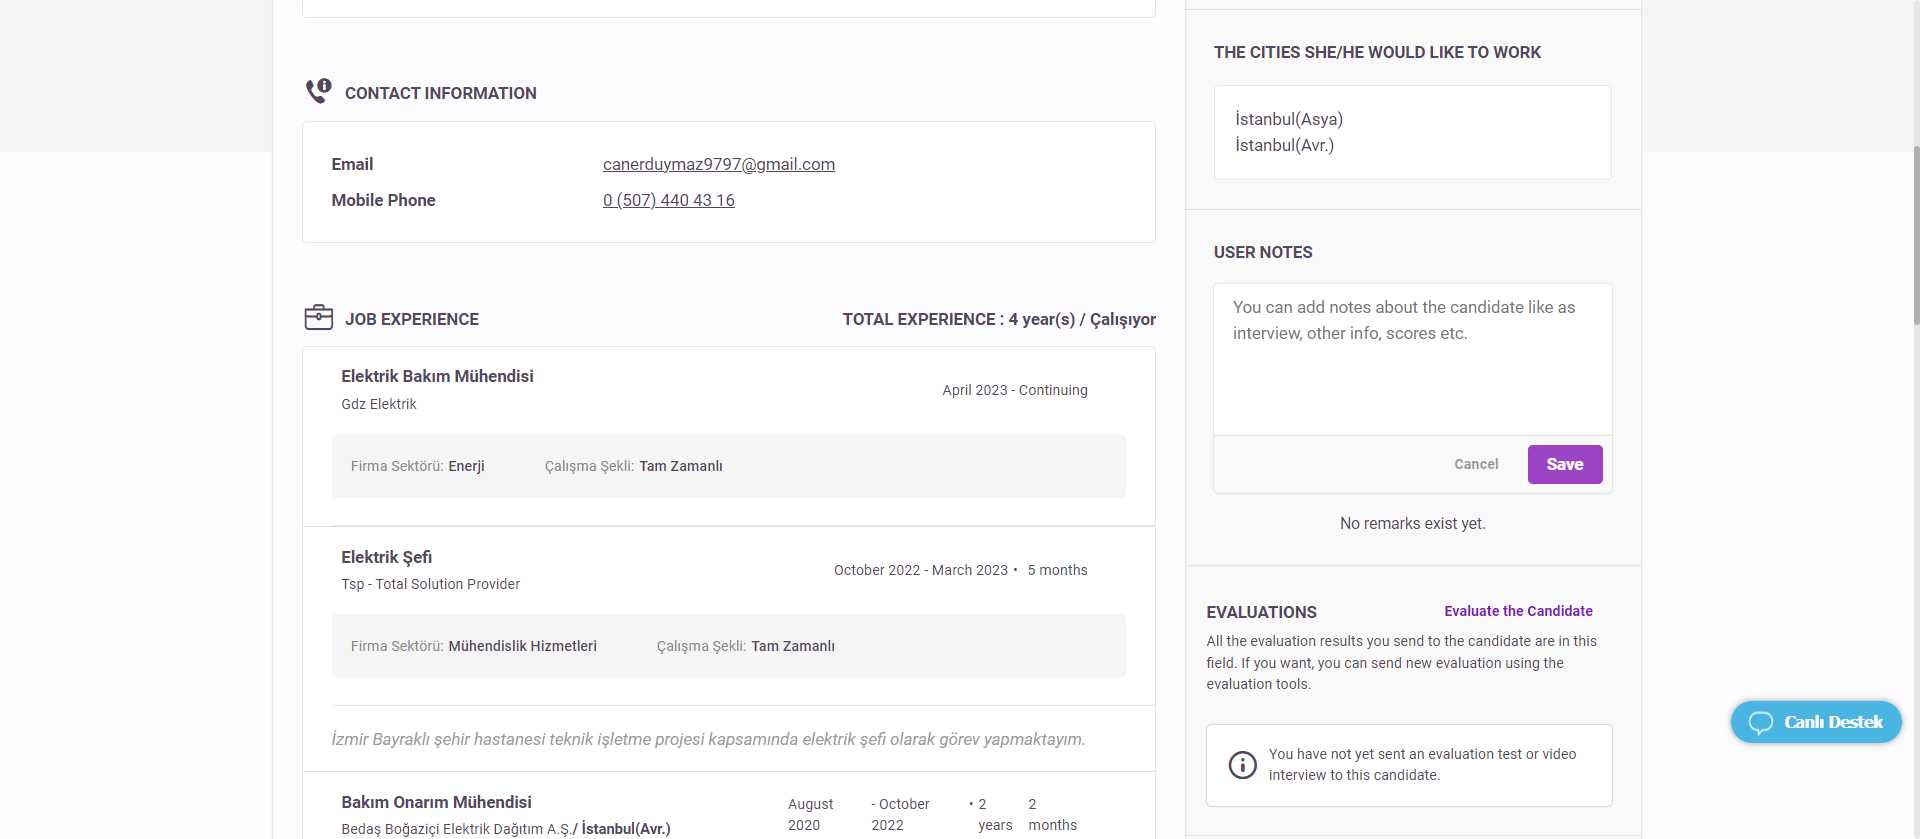 CONTACT INFORMATION
Email canerduymaz9797@gmail.com
Mobile Phone 0 (507) 440 43 16
JOB EXPERIENCE TOTAL EXPERIENCE : 4 year(s) / Çalışıyor
Elektrik Bakım Mühendisi
Gdz Elektrik
April 2023 - Continuing
Firma Sektörü: Enerji Çalışma Şekli: Tam Zamanlı
Elektrik Şefi
Tsp - Total Solution Provider
October 2022 - March 2023 • 5 months
Firma Sektörü: Mühendislik Hizmetleri Çalışma Şekli: Tam Zamanlı
İzmir Bayraklı şehir hastanesi teknik işletme projesi kapsamında elektrik şefi olarak görev yapmaktayım.
Bakım Onarım Mühendisi
Bedaş Boğaziçi Elektrik Dağıtım A.Ş./ İstanbul(Avr.)
August - October • 2 2
2020 2022 years months
THE CITIES SHE/HE WOULD LIKE TO WORK
İstanbul(Asya)
İstanbul(Avr.)
USER NOTES
You can add notes about the candidate like as
interview, other info, scores etc.
Cancel Save
No remarks exist yet.
EVALUATIONS Evaluate the Candidate
All the evaluation results you send to the candidate are in this
field. If you want, you can send new evaluation using the
evaluation tools.
You have not yet sent an evaluation test or video
interview to this candidate.
Canlı Destek